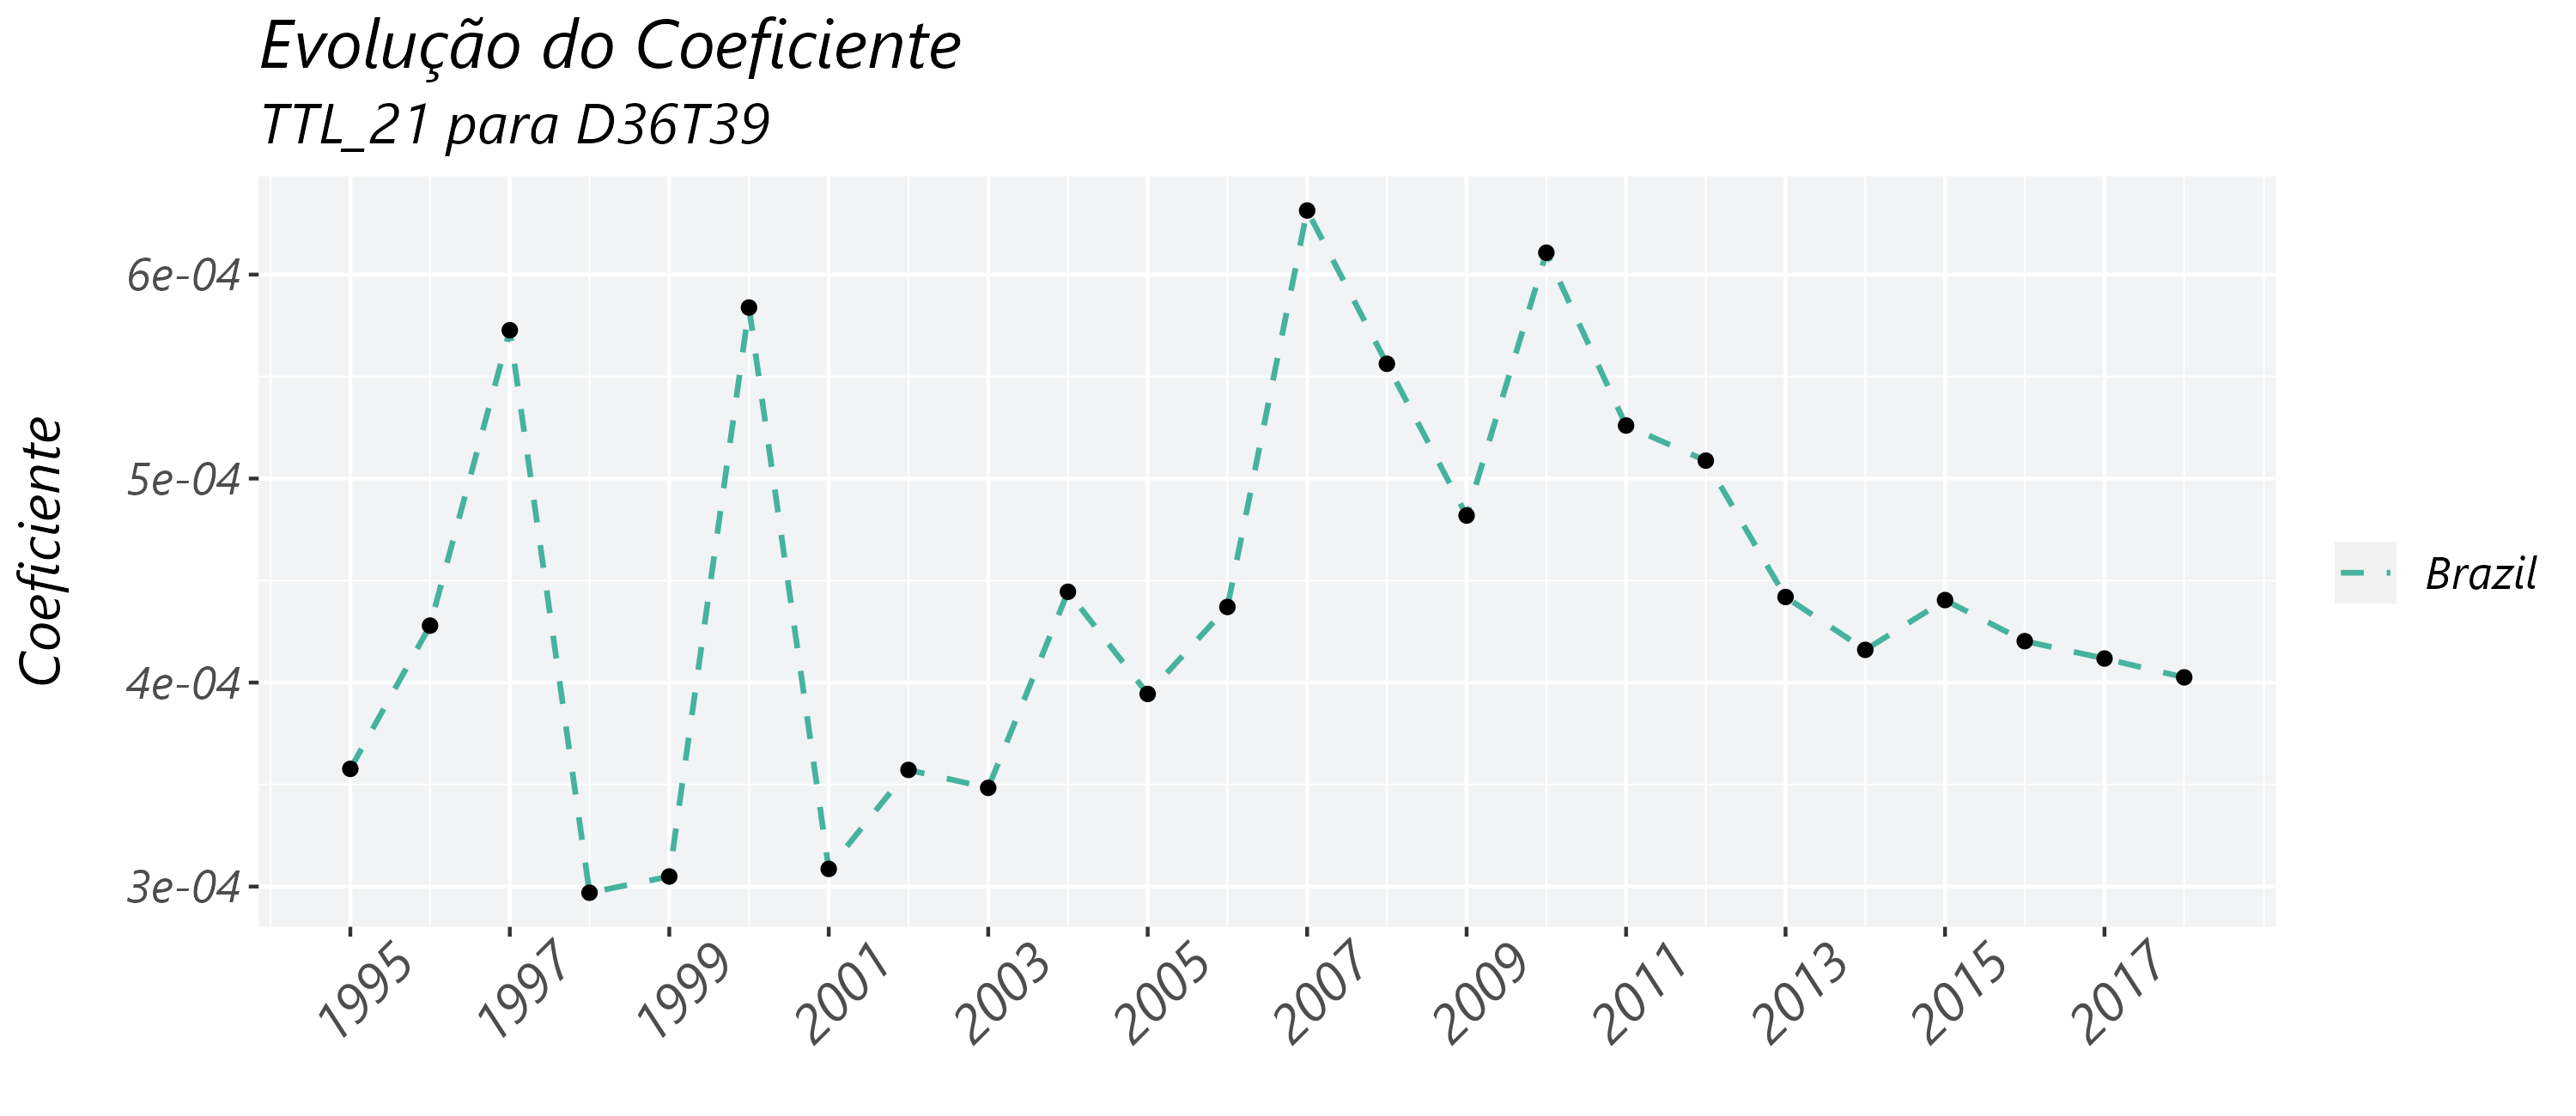 Evolução do Coeficiente
TTL_21 para D36T39
Coeficiente
6e-04
5e-04
4e-04
3e-04
1995
1997
1999
2001
2003
2005
2007
2009
2011
2013
2015
2017
Brazil